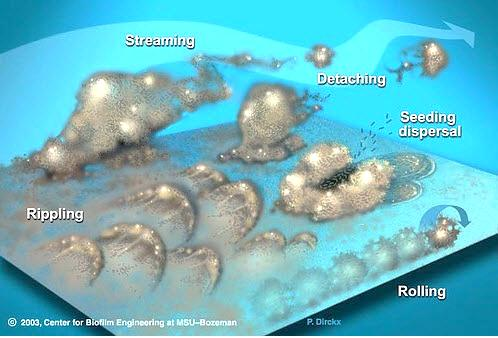 Streaming
Detaching
Seeding
dispersal
Rippling
Rolling
© 2003, Center for Biofilm Engineering at MSU–Bozeman
P. Dirckx